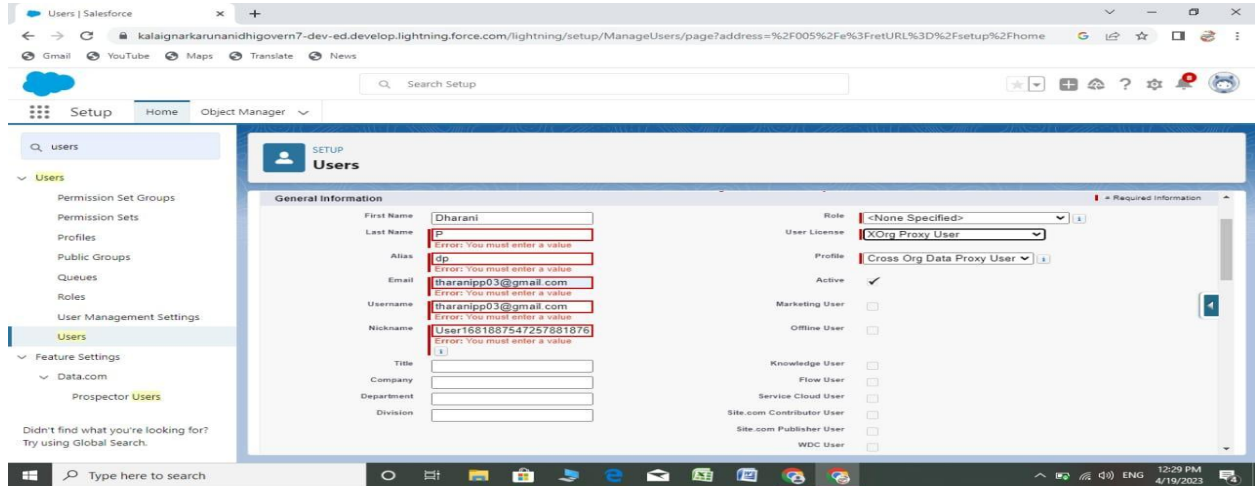 Users | Salesforce
kalaignarkarunanidhigovern7-dev-ed.develop.lightning.force.com/lightning/setup/ManageUsers/page?address=%2F005%2Fe%3FretURL%3D%2Fsetup%2Fhome
Gmail YouTube Maps Translate News
Search Setup
Setup Home Object Manager
users
SETUP
Users
Users
Permission Set Groups
Permission Sets
Profiles
Public Groups
Queues
Roles
User Management Settings
Users
Feature Settings
Data.com
Prospector Users
Didn't find what you're looking for?
Try using Global Search.
General Information = Required Information
First Name Dharani
Last Name P
Error: You must enter a value
Alias dp
Error: You must enter a value
Email tharanipp03@gmail.com
Error: You must enter a value
Username tharanipp03@gmail.com
Error: You must enter a value
Nickname User1681887547257881876
Error: You must enter a value
Title
Company
Department
Division
Role <None Specified>
User License XOrg Proxy User
Profile Cross Org Data Proxy User
Active
Marketing User
Offline User
Knowledge User
Flow User
Service Cloud User
Site.com Contributor User
Site.com Publisher User
WDC User
Type here to search
ENG
12:29 PM
4/19/2023
4